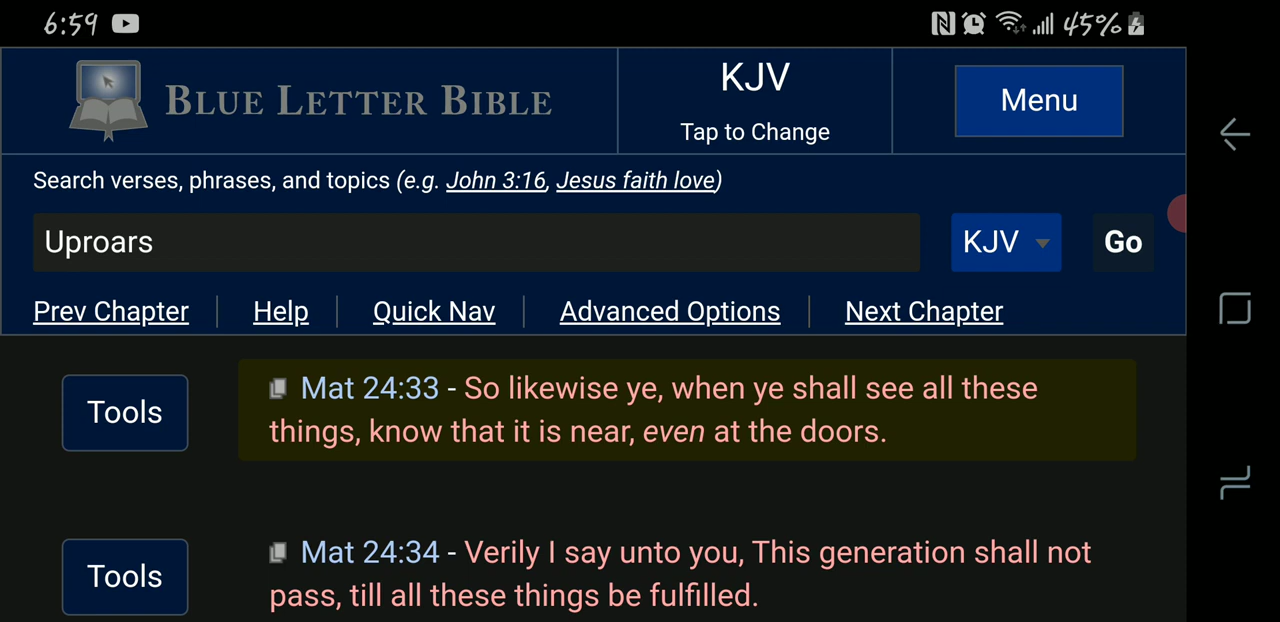 6:59 45%
BLUE LETTER BIBLE
KJV
Tap to Change
Menu
Search verses, phrases, and topics (e.g. John 3:16, Jesus faith love)
Uproars KJV Go
Prev Chapter Help Quick Nav Advanced Options Next Chapter
Tools
Mat 24:33 - So likewise ye, when ye shall see all these
things, know that it is near, even at the doors.
Tools
Mat 24:34 - Verily I say unto you, This generation shall not
pass, till all these things be fulfilled.